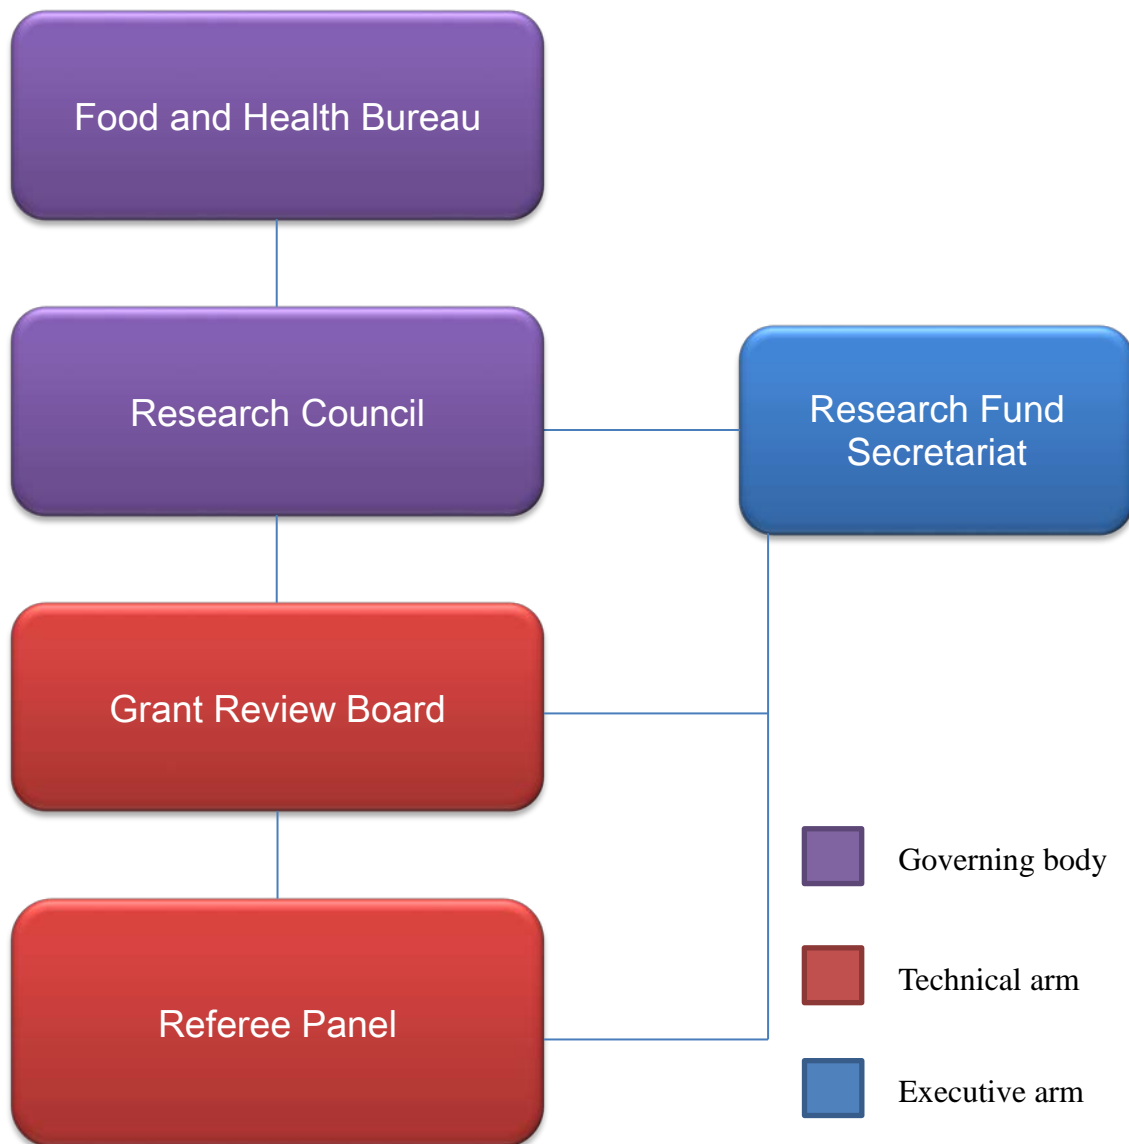 Food and Health Bureau
Research Council
Research Fund
Secretariat
Grant Review Board
Referee Panel
Governing body
Technical arm
Executive arm